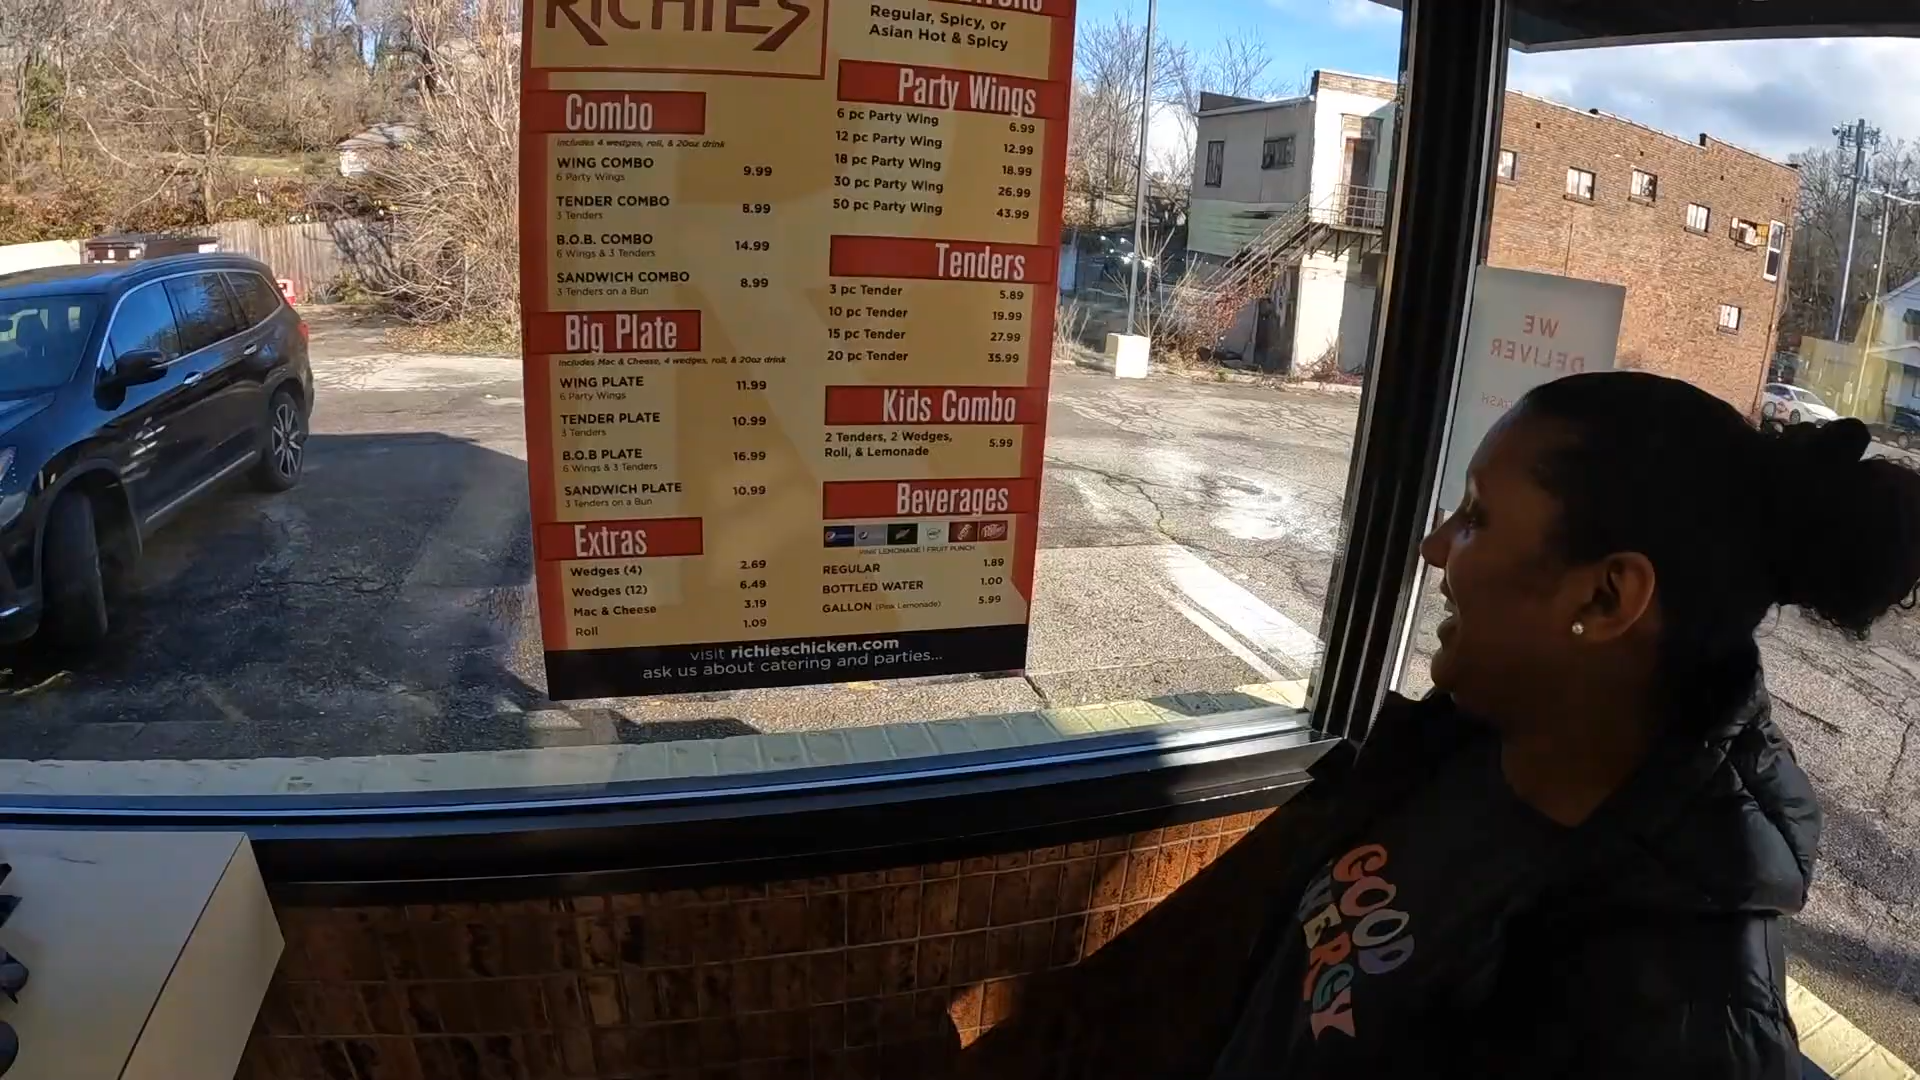 RICHIES
Combo
Includes 4 wedges, roll, & 20oz drink
WING COMBO 9.99
6 Party Wings
TENDER COMBO 8.99
3 Tenders
B.O.B. COMBO 14.99
6 Wings & 3 Tenders
SANDWICH COMBO 8.99
3 Tenders on a Bun
Big Plate
Includes Mac & Cheese, 4 wedges, roll, & 20oz drink
WING PLATE 11.99
6 Party Wings
TENDER PLATE 10.99
3 Tenders
B.O.B PLATE 16.99
6 Wings & 3 Tenders
SANDWICH PLATE 10.99
3 Tenders on a Bun
Extras
Wedges (4) 2.69
Wedges (12) 6.49
Mac & Cheese 3.19
Roll 1.09
Regular, Spicy, or
Asian Hot & Spicy
Party Wings
6 pc Party Wing 6.99
12 pc Party Wing 12.99
18 pc Party Wing 18.99
30 pc Party Wing 26.99
50 pc Party Wing 43.99
Tenders
3 pc Tender 5.89
10 pc Tender 19.99
15 pc Tender 27.99
20 pc Tender 35.99
Kids Combo
2 Tenders, 2 Wedges, 5.99
Roll, & Lemonade
Beverages
PINK LEMONADE | FRUIT PUNCH
REGULAR 1.89
BOTTLED WATER 1.00
GALLON (Pink Lemonade) 5.99
visit richieschicken.com
ask us about catering and parties...
WE
DELIVER
GOOD
ENERGY